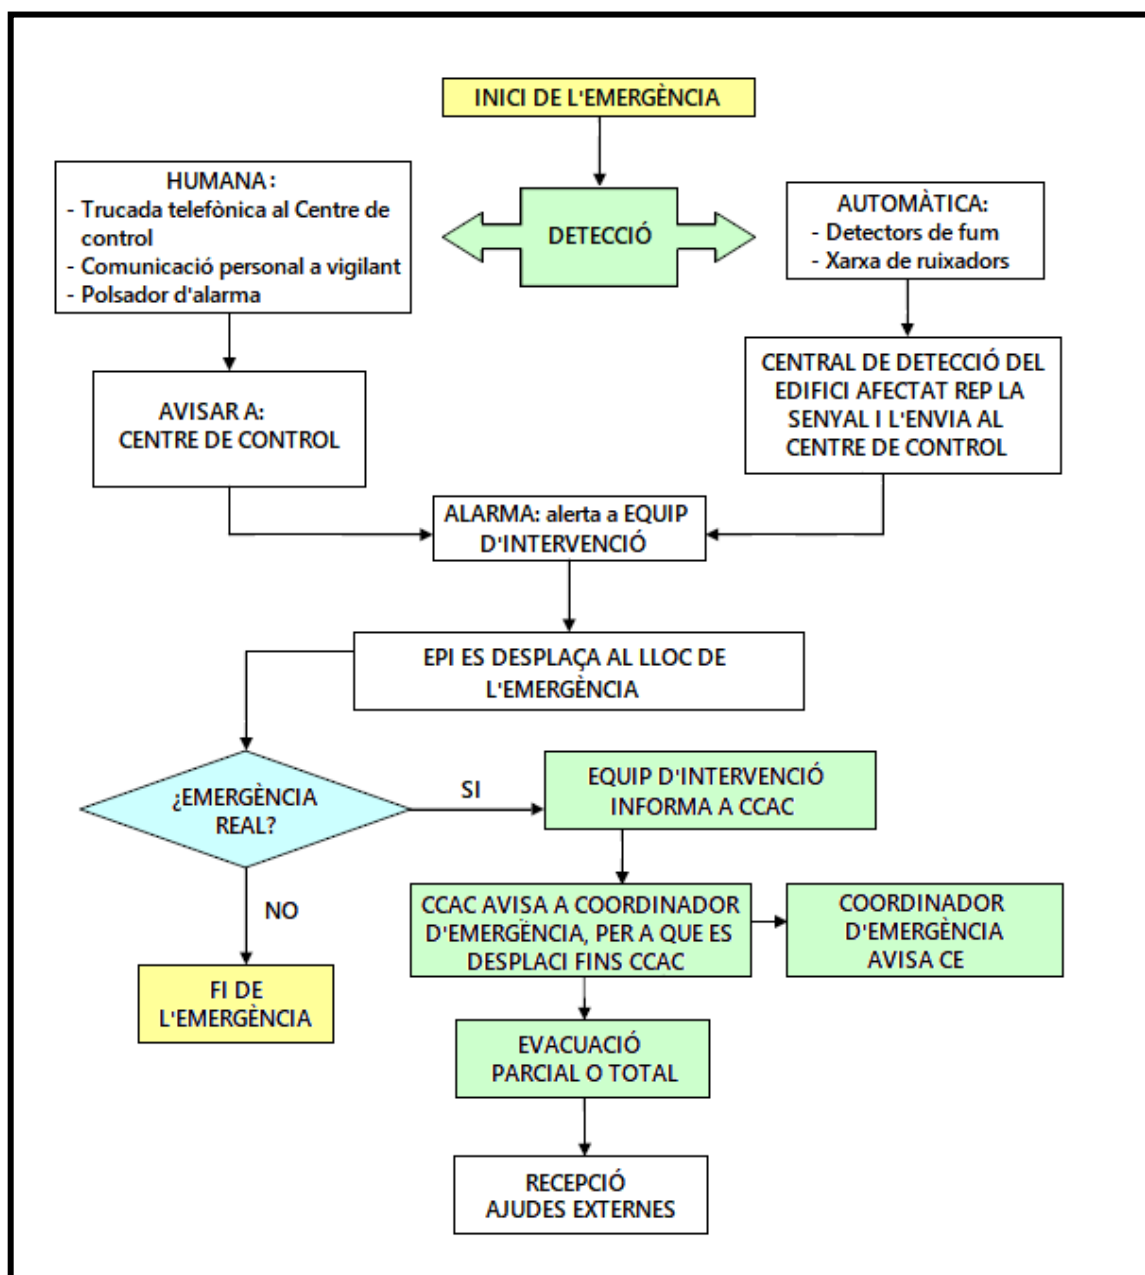 INICI DE L'EMERGÈNCIA
HUMANA:
- Trucada telefònica al Centre de
control
- Comunicació personal a vigilant
- Polsador d'alarma
DETECCIÓ
AUTOMÀTICA:
- Detectors de fum
- Xarxa de ruixadors
AVISAR A:
CENTRE DE CONTROL
CENTRAL DE DETECCIÓ DEL
EDIFICI AFECTAT REP LA
SENYAL I L'ENVIA AL
CENTRE DE CONTROL
ALARMA: alerta a EQUIP
D'INTERVENCIÓ
EPI ES DESPLAÇA AL LLOC DE
L'EMERGÈNCIA
¿EMERGÈNCIA
REAL?
SI
EQUIP D'INTERVENCIÓ
INFORMA A CCAC
NO
CCAC AVISA A COORDINADOR
D'EMERGÈNCIA, PER A QUE ES
DESPLACI FINS CCAC
COORDINADOR
D'EMERGÈNCIA
AVISA CE
FI DE
L'EMERGÈNCIA
EVACUACIÓ
PARCIAL O TOTAL
RECEPCIÓ
AJUDES EXTERNES